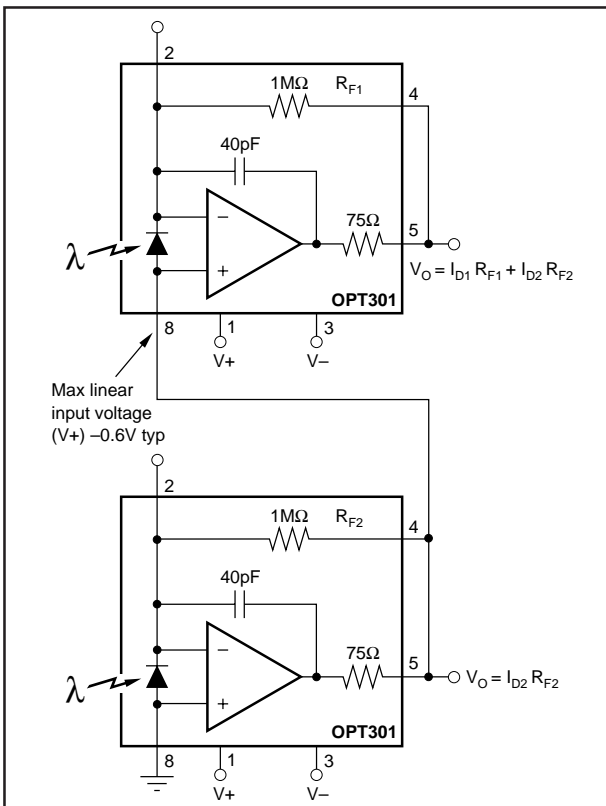 2
1MΩ R_F1
4
40pF
75Ω
5
λ
–
+
V_O = I_D1 R_F1 + I_D2 R_F2
OPT301
8
1
3
V+
V–
Max linear
input voltage
(V+) –0.6V typ
2
1MΩ R_F2
4
40pF
75Ω
5
λ
–
+
V_O = I_D2 R_F2
OPT301
8
1
3
V+
V–